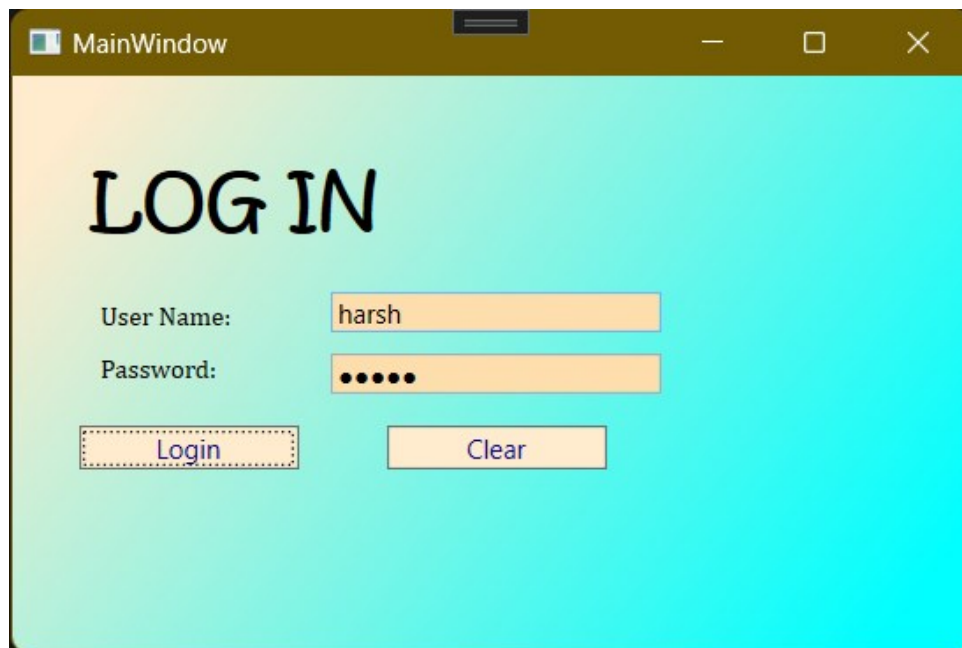 MainWindow
LOG IN
User Name: harsh
Password: •••••
Login Clear